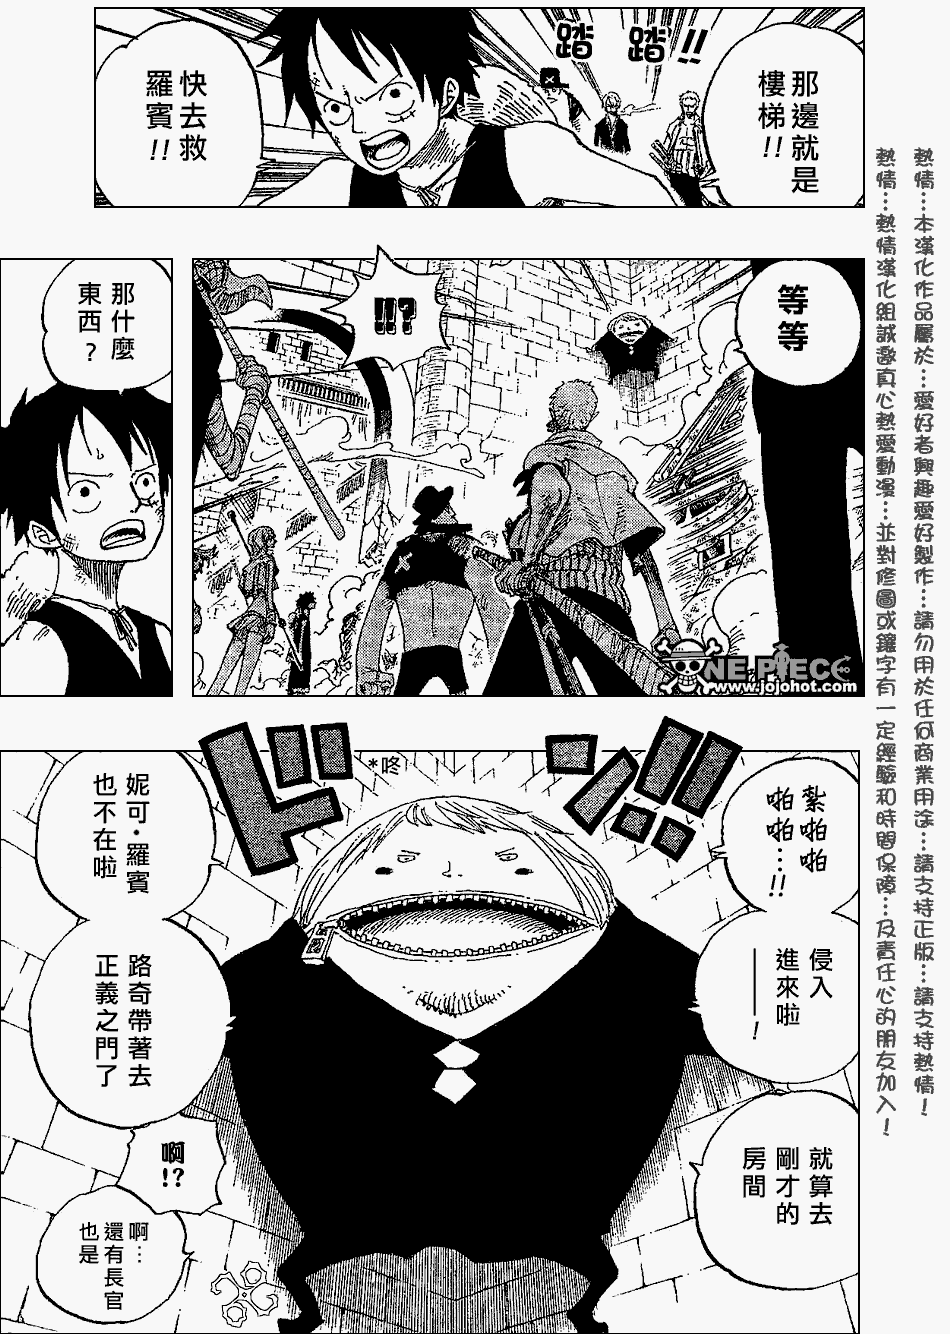 那邊就是
樓梯!!
踏 踏!!
快去救
羅賓!!
等等
!!?
那什麼
東西?
NE PIECE
www.jojohot.com
*咚
ドン!!
紮啪啪
啪啪…!!
侵入
進來啦
——!
就算去
剛才的
房間
妮可・羅賓
也不在啦
路奇帶著去
正義之門了
啊!?
啊…
還有長官
也是
熱情…本漢化作品屬於…愛好者興趣愛好製作…請勿用於任何商業用途…請支持正版…請支持熱情!
熱情…熱情漢化組誠邀真心熱愛動漫…並對修圖或鑲字有一定經驗和時間保障…及責任心的朋友加入!